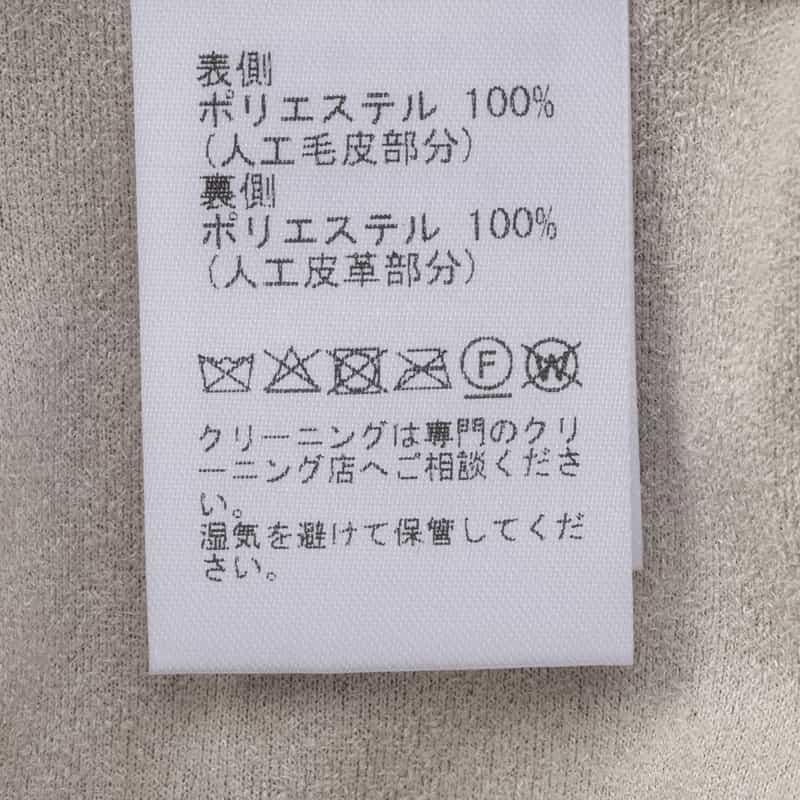 表側
ポリエステル 100%
(人工毛皮部分)
裏側
ポリエステル 100%
(人工皮革部分)
F W
クリーニングは専門のクリ
ーニング店へご相談くださ
い。
湿気を避けて保管してくだ
さい。